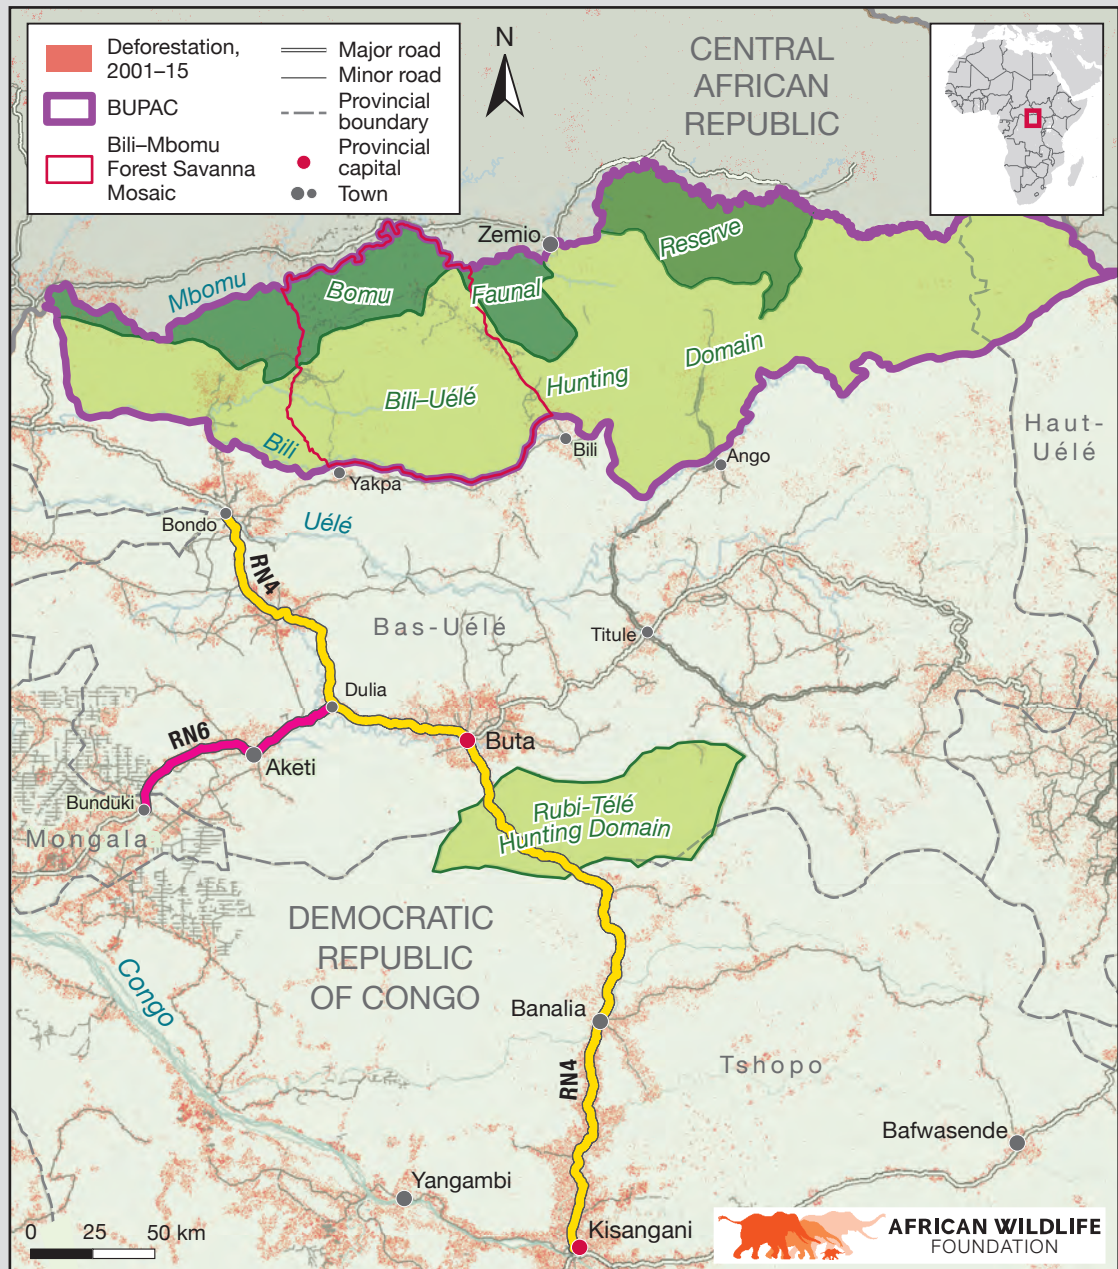 Deforestation,
2001–15
BUPAC
Bili–Mbomu
Forest Savanna
Mosaic
Major road
Minor road
Provincial
boundary
Provincial
capital
Town
N
CENTRAL
AFRICAN
REPUBLIC
Zemio
Reserve
Mbomu
Bomu
Faunal
Domain
Hunting
Bili–Uélé
Haut-
Uélé
Bili
Bili
Ango
Yakpa
Bondo
Uélé
RN4
Bas-Uélé
Titule
Dulia
RN6
Buta
Aketi
Bunduki
Rubi-Télé
Hunting Domain
Mongala
DEMOCRATIC
REPUBLIC
OF CONGO
Congo
Banalia
RN4
Tshopo
Bafwasende
Yangambi
Kisangani
0 25 50 km
AFRICAN WILDLIFE
FOUNDATION